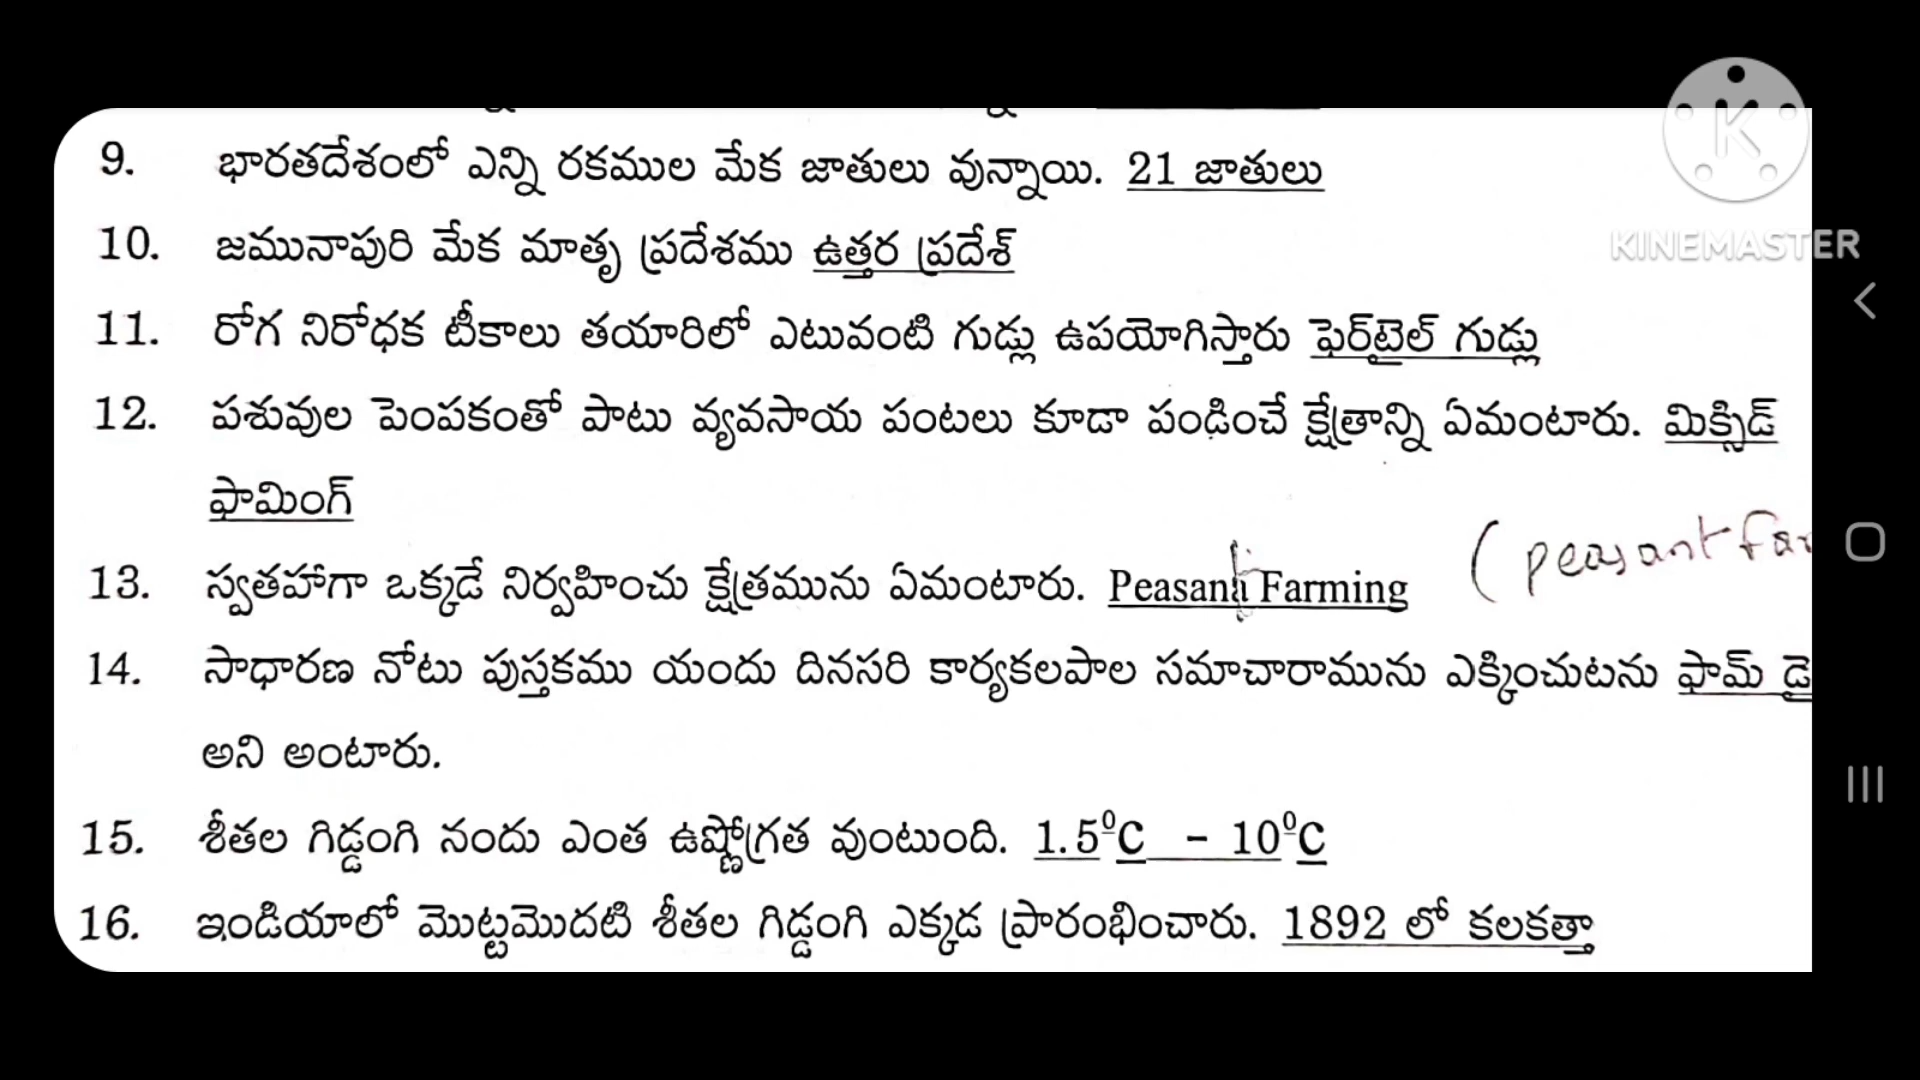 9. భారతదేశంలో ఎన్ని రకముల మేక జాతులు వున్నాయి. 21 జాతులు
KINEMASTER
10. జమునాపురి మేక మాతృ ప్రదేశము ఉత్తర ప్రదేశ్
11. రోగ నిరోధక టీకాలు తయారిలో ఎటువంటి గుడ్లు ఉపయోగిస్తారు ఫెర్‌టైల్ గుడ్లు
12. పశువుల పెంపకంతో పాటు వ్యవసాయ పంటలు కూడా పండించే క్షేత్రాన్ని ఏమంటారు. మిక్సిడ్
ఫామింగ్
13. స్వతహాగా ఒక్కడే నిర్వహించు క్షేత్రమును ఏమంటారు. Peasant Farming (peasant far
14. సాధారణ నోటు పుస్తకము యందు దినసరి కార్యకలపాల సమాచారామును ఎక్కించుటను ఫామ్ డై
అని అంటారు.
15. శీతల గిడ్డంగి నందు ఎంత ఉష్ణోగ్రత వుంటుంది. 1.5⁰C - 10⁰C
16. ఇండియాలో మొట్టమొదటి శీతల గిడ్డంగి ఎక్కడ ప్రారంభించారు. 1892 లో కలకత్తా